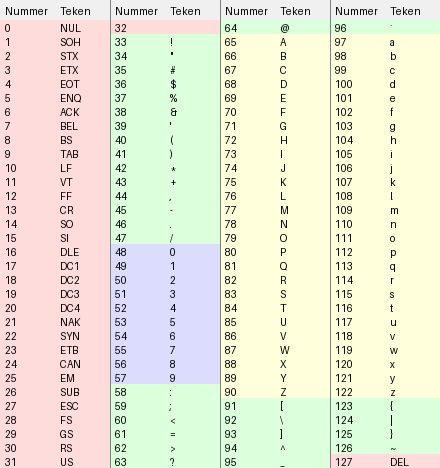 Nummer Teken Nummer Teken Nummer Teken Nummer Teken
0 NUL 32 64 @ 96 `
1 SOH 33 ! 65 A 97 a
2 STX 34 " 66 B 98 b
3 ETX 35 # 67 C 99 c
4 EOT 36 $ 68 D 100 d
5 ENQ 37 % 69 E 101 e
6 ACK 38 & 70 F 102 f
7 BEL 39 ' 71 G 103 g
8 BS 40 ( 72 H 104 h
9 TAB 41 ) 73 I 105 i
10 LF 42 * 74 J 106 j
11 VT 43 + 75 K 107 k
12 FF 44 , 76 L 108 l
13 CR 45 - 77 M 109 m
14 SO 46 . 78 N 110 n
15 SI 47 / 79 O 111 o
16 DLE 48 0 80 P 112 p
17 DC1 49 1 81 Q 113 q
18 DC2 50 2 82 R 114 r
19 DC3 51 3 83 S 115 s
20 DC4 52 4 84 T 116 t
21 NAK 53 5 85 U 117 u
22 SYN 54 6 86 V 118 v
23 ETB 55 7 87 W 119 w
24 CAN 56 8 88 X 120 x
25 EM 57 9 89 Y 121 y
26 SUB 58 : 90 Z 122 z
27 ESC 59 ; 91 [ 123 {
28 FS 60 < 92 \ 124 |
29 GS 61 = 93 ] 125 }
30 RS 62 > 94 ^ 126 ~
31 US 63 ? 95 _ 127 DEL